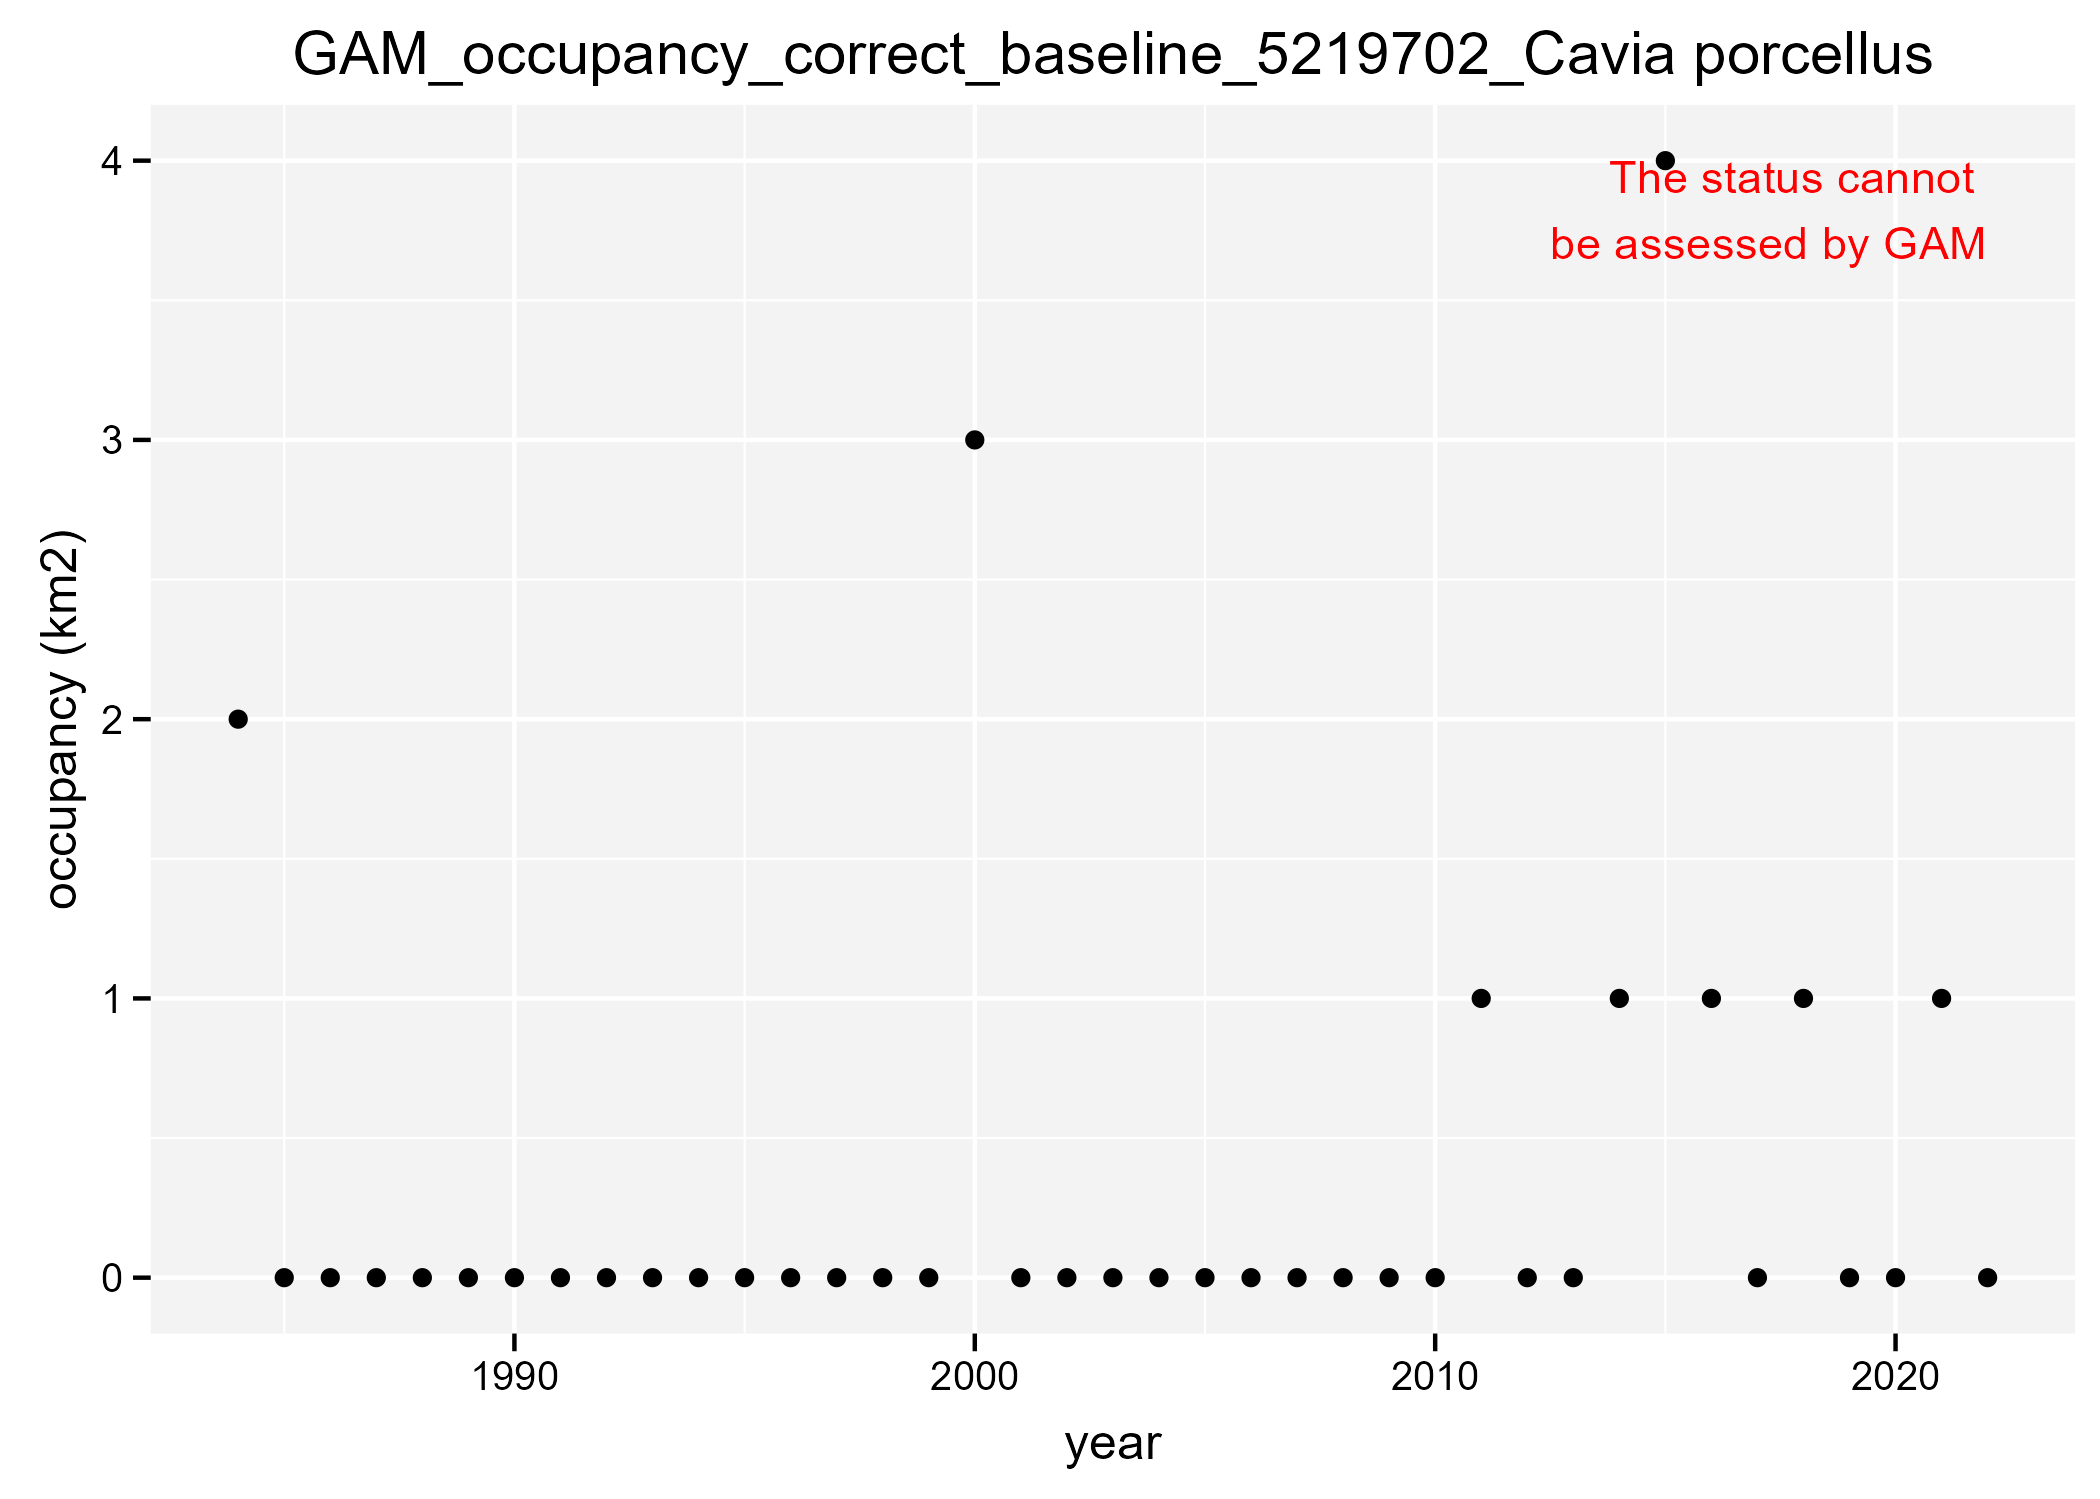 GAM_occupancy_correct_baseline_5219702_Cavia porcellus
The status cannot
be assessed by GAM
occupancy (km2)
4
3
2
1
0
1990 2000 2010 2020
year